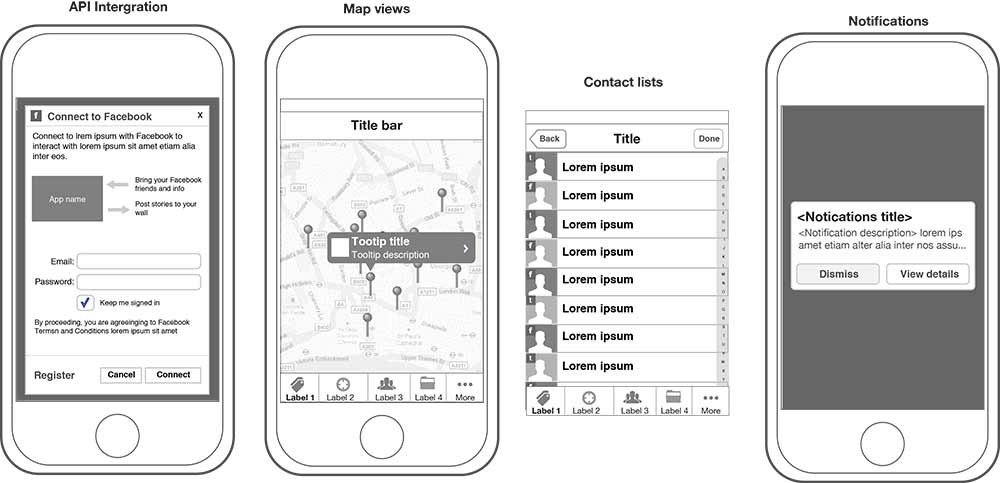 API Intergration
f
Connect to Facebook
X
Connect to lrem ipsum with Facebook to
interact with lorem ipsum sit amet etiam alia
inter eos.
App name
Bring your Facebook
friends and info
Post stories to your
wall
Email:
Password:
Keep me signed in
By proceeding, you are agreeinging to Facebook
Termsn and Conditions lorem ipsum sit amet
Register
Cancel
Connect
Map views
Title bar
Tootip title
Tooltip description
Label 1
Label 2
Label 3
Label 4
More
Contact lists
Back
Title
Done
t
Lorem ipsum
f
Lorem ipsum
f
Lorem ipsum
t
Lorem ipsum
f
Lorem ipsum
f
Lorem ipsum
f
Lorem ipsum
t
Lorem ipsum
Label 1
Label 2
Label 3
Label 4
More
Notifications
<Notications title>
<Notification description> lorem ips
amet etiam alter alia inter nos assu...
Dismiss
View details